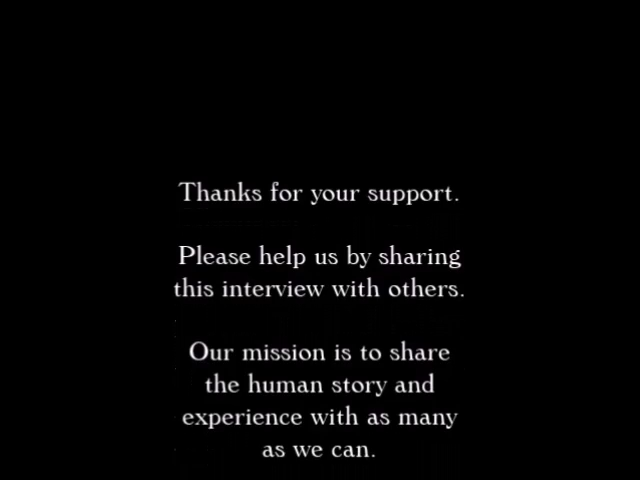 Thanks for your support.
Please help us by sharing
this interview with others.
Our mission is to share
the human story and
experience with as many
as we can.